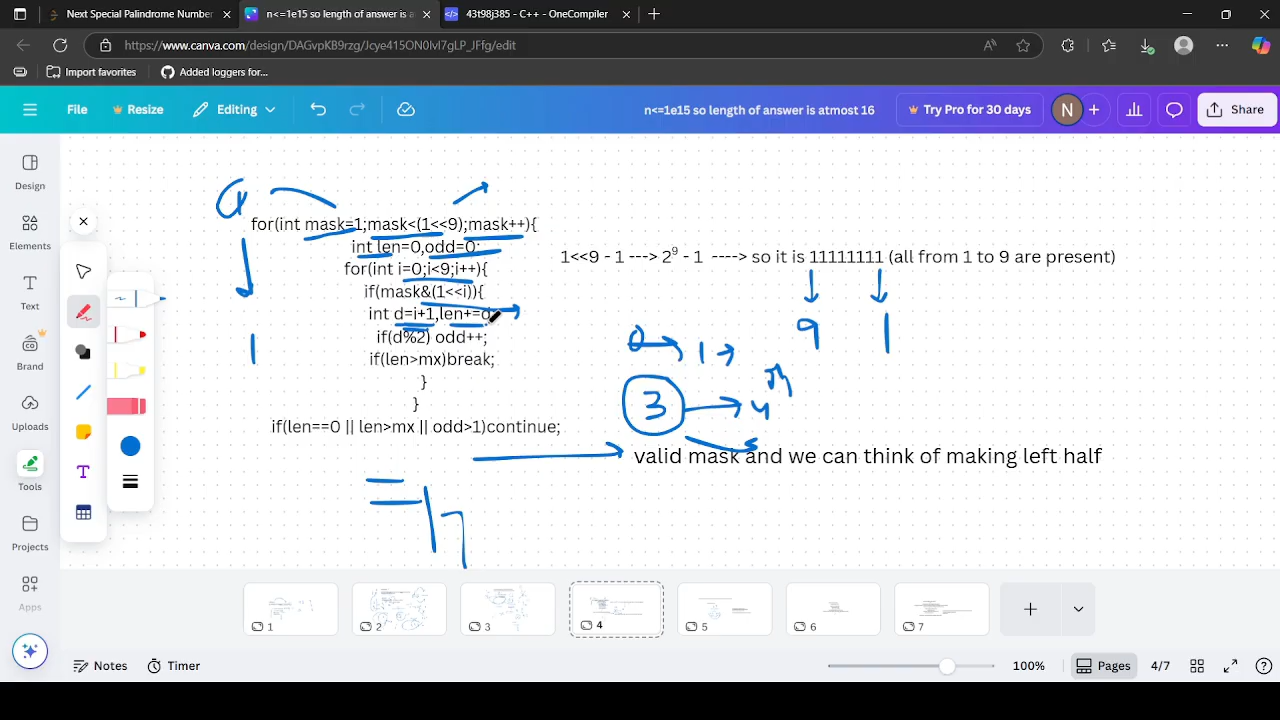 Next Special Palindrome Number
n<=1e15 so length of answer is a
43t98j385 - C++ - OneCompiler
https://www.canva.com/design/DAGvpKB9rzg/Jcye415ON0lvl7gLP_JFfg/edit
Import favorites
Added loggers for...
File
Resize
Editing
n<=1e15 so length of answer is atmost 16
N
Try Pro for 30 days
Share
Design
Elements
Text
Brand
Uploads
Tools
Projects
Apps
for(int mask=1;mask<(1<<9);mask++){
int len=0,odd=0;
for(int i=0;i<9;i++){
if(mask&(1<<i)){
int d=i+1,len+=d
if(d%2) odd++;
if(len>mx)break;
}
}
if(len==0 || len>mx || odd>1)continue;
1<<9 - 1 ---> 2⁹ - 1 ----> so it is 11111111 (all from 1 to 9 are present)
9 1
0 1
3 4 th
1
valid mask and we can think of making left half
1 2 3 4 5 6 7
Notes
Timer
100%
Pages
4/7